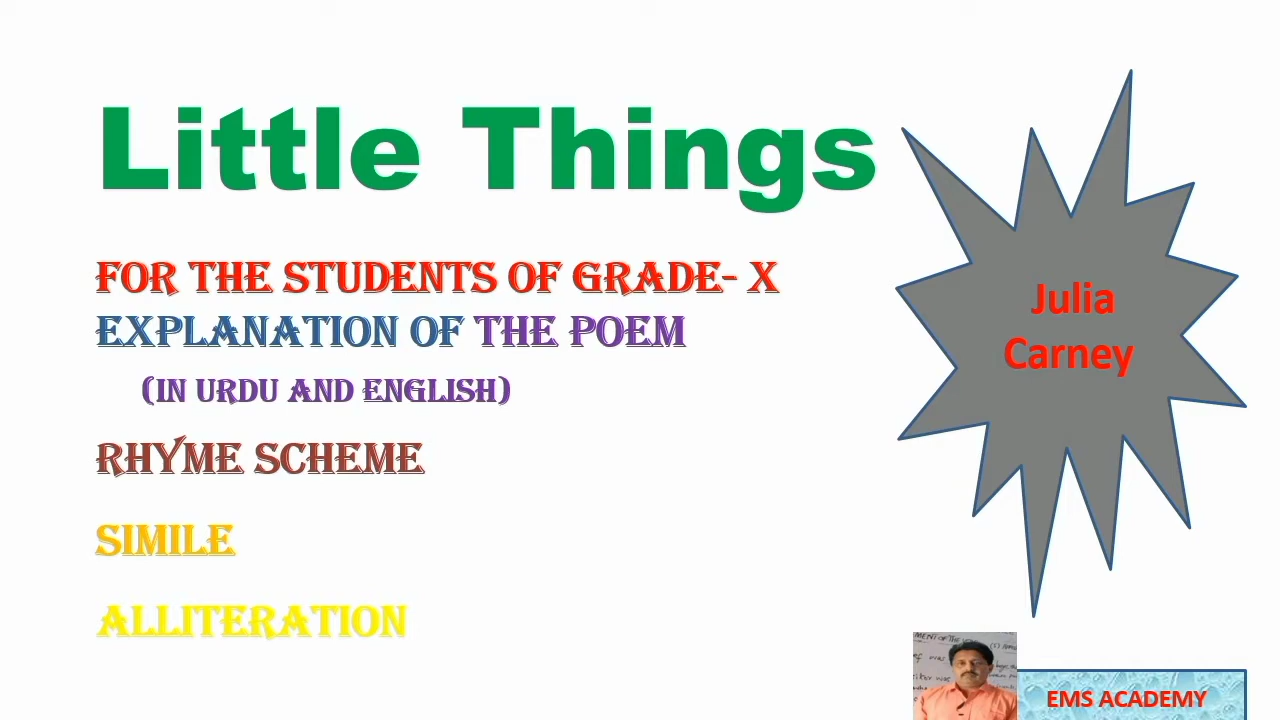 Little Things
FOR THE STUDENTS OF GRADE- X
EXPLANATION OF THE POEM
(IN URDU AND ENGLISH)
RHYME SCHEME
SIMILE
ALLITERATION
Julia
Carney
EMS ACADEMY